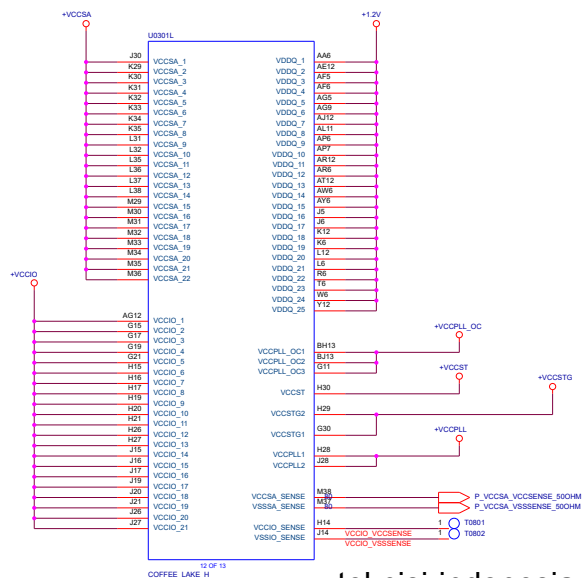 +VCCSA
+1.2V
U0301L
J30 VCCSA_1 VDDQ_1 AA6
K29 VCCSA_2 VDDQ_2 AE12
K30 VCCSA_3 VDDQ_3 AF5
K31 VCCSA_4 VDDQ_4 AF6
K32 VCCSA_5 VDDQ_5 AG5
K33 VCCSA_6 VDDQ_6 AG9
K34 VCCSA_7 VDDQ_7 AJ12
K35 VCCSA_8 VDDQ_8 AL11
L31 VCCSA_9 VDDQ_9 AP6
L32 VCCSA_10 VDDQ_10 AP7
L35 VCCSA_11 VDDQ_11 AR12
L36 VCCSA_12 VDDQ_12 AR6
L37 VCCSA_13 VDDQ_13 AT12
L38 VCCSA_14 VDDQ_14 AW6
M29 VCCSA_15 VDDQ_15 AY6
M30 VCCSA_16 VDDQ_16 J5
M31 VCCSA_17 VDDQ_17 J6
M32 VCCSA_18 VDDQ_18 K12
M33 VCCSA_19 VDDQ_19 K6
M34 VCCSA_20 VDDQ_20 L12
M35 VCCSA_21 VDDQ_21 L6
M36 VCCSA_22 VDDQ_22 R6
VDDQ_23 T6
VDDQ_24 W6
VDDQ_25 Y12
+VCCIO
AG12 VCCIO_1
G15 VCCIO_2
G17 VCCIO_3
G19 VCCIO_4
G21 VCCIO_5
H15 VCCIO_6
H16 VCCIO_7
H17 VCCIO_8
H19 VCCIO_9
H20 VCCIO_10
H21 VCCIO_11
H26 VCCIO_12
H27 VCCIO_13
J15 VCCIO_14
J16 VCCIO_15
J17 VCCIO_16
J19 VCCIO_17
J20 VCCIO_18
J21 VCCIO_19
J26 VCCIO_20
J27 VCCIO_21
+VCCPLL_OC
VCCPLL_OC1 BH13
VCCPLL_OC2 BJ13
VCCPLL_OC3 G11
+VCCST
VCCST H30
+VCCSTG
VCCSTG2 H29
VCCSTG1 G30
+VCCPLL
VCCPLL1 H28
VCCPLL2 J28
VCCSA_SENSE M38 80 P_VCCSA_VCCSENSE_50OHM
VSSSA_SENSE M37 80 P_VCCSA_VSSSENSE_50OHM
VCCIO_SENSE H14 VCCIO_VCCSENSE 1 T0801
VSSIO_SENSE J14 VCCIO_VSSSENSE 1 T0802
12 OF 13
COFFEE_LAKE_H